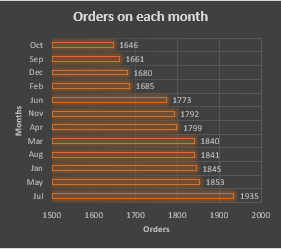 Orders on each month
Oct 1646
Sep 1661
Dec 1680
Feb 1685
Jun 1773
Nov 1792
Apr 1799
Mar 1840
Aug 1841
Jan 1845
May 1853
Jul 1935
Months
1500 1600 1700 1800 1900 2000
Orders